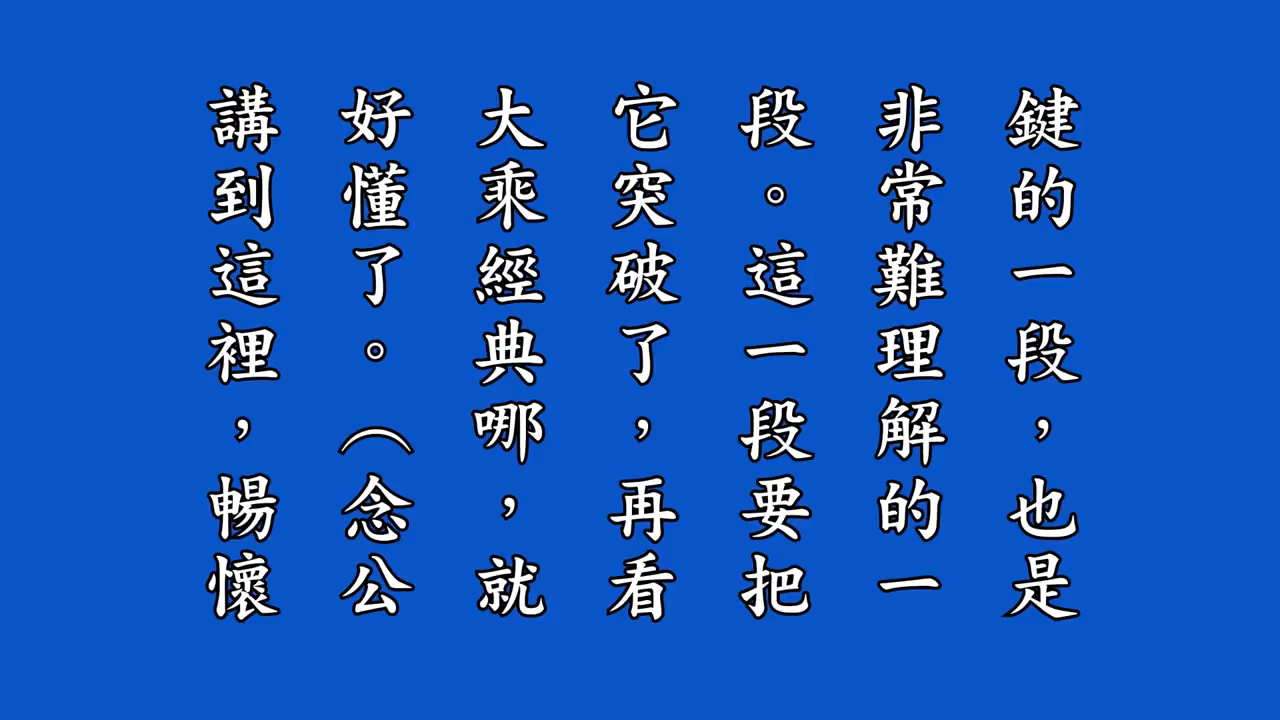 鍵的一段，也是
非常難理解的一
段。這一段要把
它突破了，再看
大乘經典哪，就
好懂了。（念公
講到這裡，暢懷